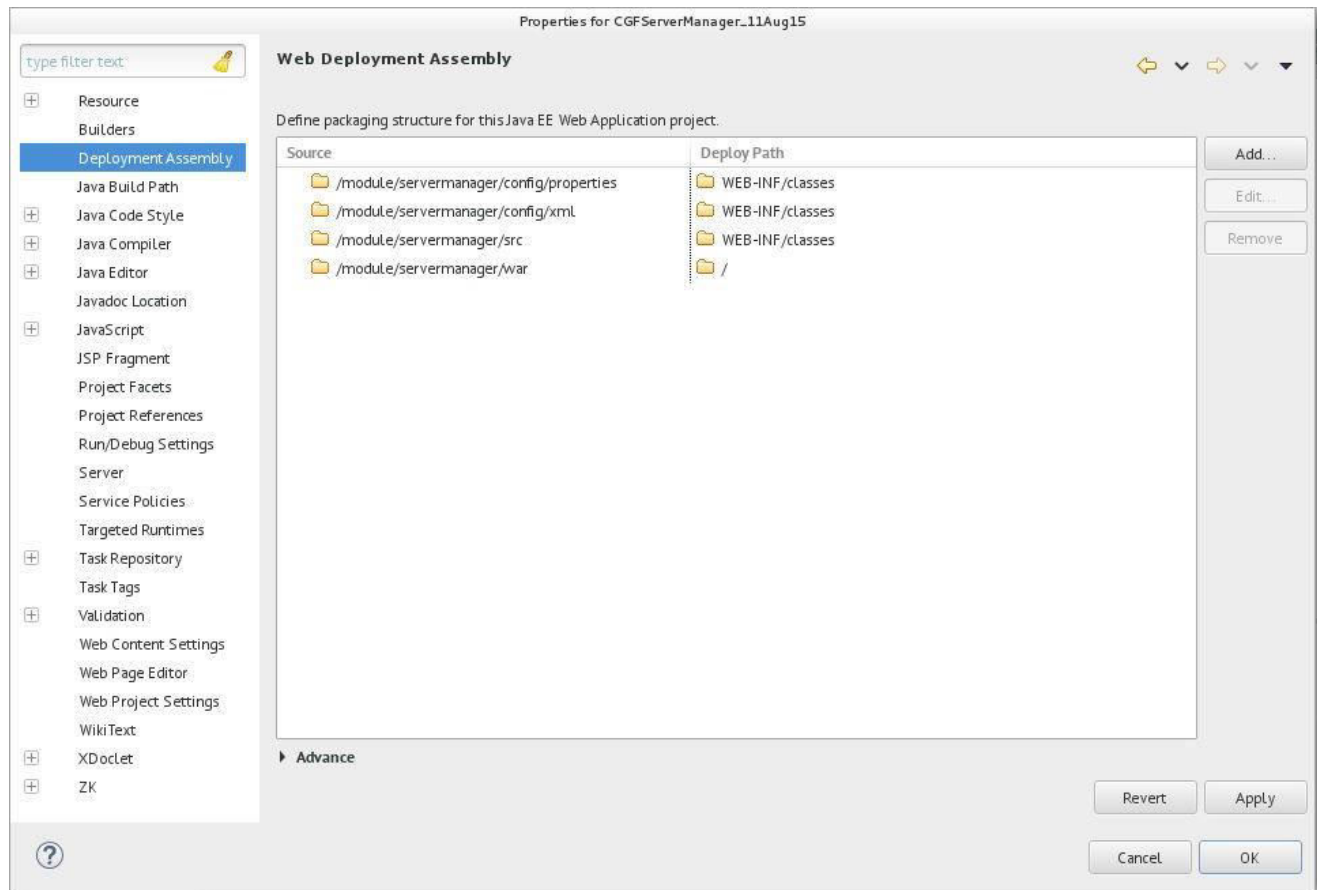 Properties for CGFServerManager_11Aug15
type filter text
Resource
Builders
Deployment Assembly
Java Build Path
Java Code Style
Java Compiler
Java Editor
Javadoc Location
JavaScript
JSP Fragment
Project Facets
Project References
Run/Debug Settings
Server
Service Policies
Targeted Runtimes
Task Repository
Task Tags
Validation
Web Content Settings
Web Page Editor
Web Project Settings
WikiText
XDoclet
ZK
Web Deployment Assembly
Define packaging structure for this Java EE Web Application project.
Source Deploy Path
/module/servermanager/config/properties WEB-INF/classes
/module/servermanager/config/xml WEB-INF/classes
/module/servermanager/src WEB-INF/classes
/module/servermanager/war /
Add...
Edit...
Remove
Advance
Revert Apply
Cancel OK